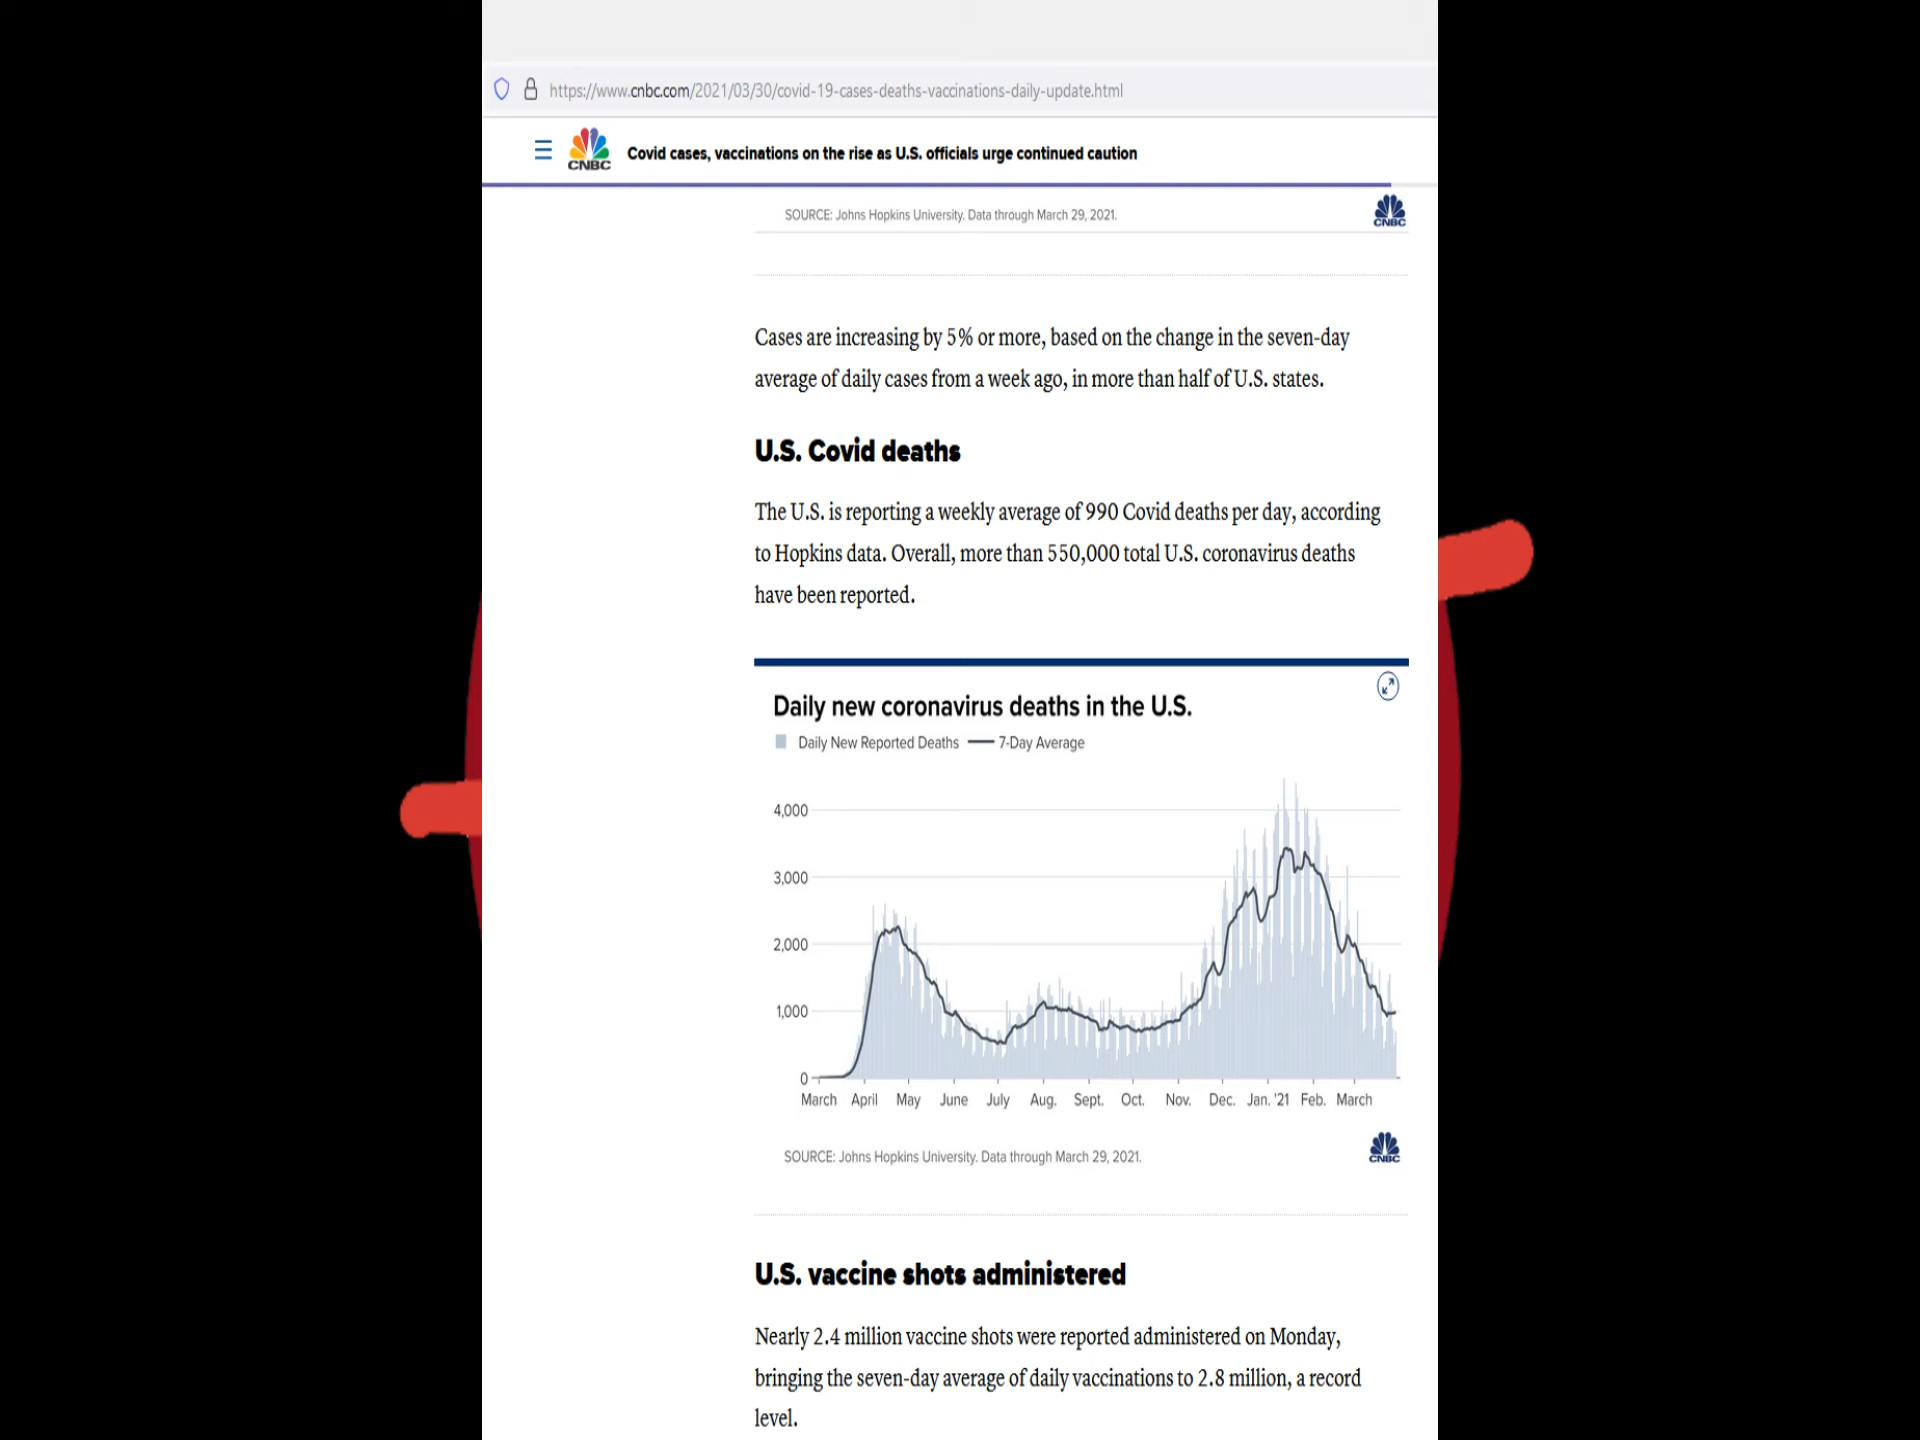 https://www.cnbc.com/2021/03/30/covid-19-cases-deaths-vaccinations-daily-update.html
CNBC
Covid cases, vaccinations on the rise as U.S. officials urge continued caution
SOURCE: Johns Hopkins University. Data through March 29, 2021.
CNBC
Cases are increasing by 5% or more, based on the change in the seven-day
average of daily cases from a week ago, in more than half of U.S. states.
U.S. Covid deaths
The U.S. is reporting a weekly average of 990 Covid deaths per day, according
to Hopkins data. Overall, more than 550,000 total U.S. coronavirus deaths
have been reported.
Daily new coronavirus deaths in the U.S.
Daily New Reported Deaths 7-Day Average
4,000
3,000
2,000
1,000
0
March April May June July Aug. Sept. Oct. Nov. Dec. Jan. '21 Feb. March
SOURCE: Johns Hopkins University. Data through March 29, 2021.
CNBC
U.S. vaccine shots administered
Nearly 2.4 million vaccine shots were reported administered on Monday,
bringing the seven-day average of daily vaccinations to 2.8 million, a record
level.